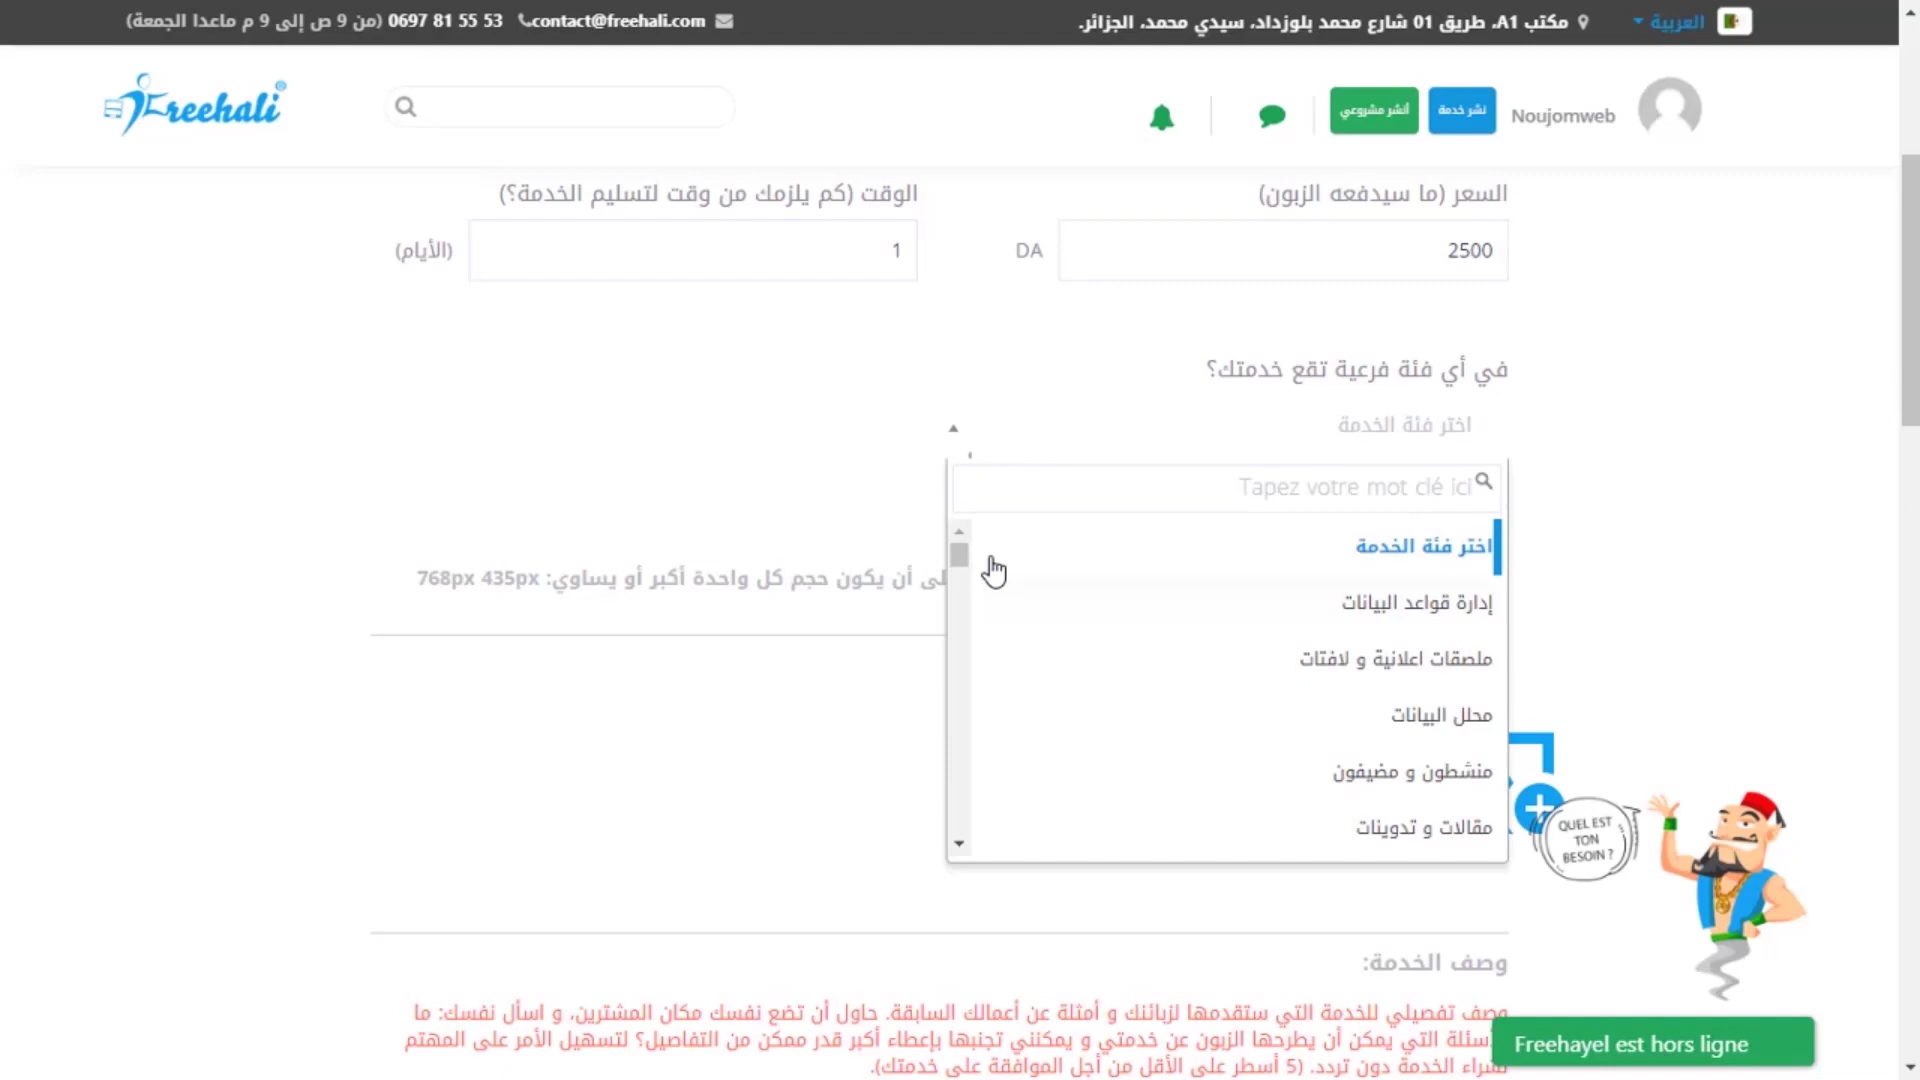 العربية
مكتب A1، طريق 01 شارع محمد بلوزداد، سيدي محمد، الجزائر.
contact@freehali.com
0697 81 55 53 (من 9 ص إلى 9 م ماعدا الجمعة)
Freehali®
أنشر مشروعي
نشر خدمة
Noujomweb
السعر (ما سيدفعه الزبون)
الوقت (كم يلزمك من وقت لتسليم الخدمة؟)
2500
DA
1
(الأيام)
في أي فئة فرعية تقع خدمتك؟
اختر فئة الخدمة
Tapez votre mot clé ici
اختر فئة الخدمة
أن يكون حجم كل واحدة أكبر أو يساوي: 768px 435px
إدارة قواعد البيانات
ملصقات اعلانية و لافتات
محلل البيانات
منشطون و مضيفون
مقالات و تدوينات
QUEL EST
TON
BESOIN ?
وصف الخدمة:
وصف تفصيلي للخدمة التي ستقدمها لزبائنك و أمثلة عن أعمالك السابقة. حاول أن تضع نفسك مكان المشترين، و اسأل نفسك: ما
التي يمكن أن يطرحها الزبون عن خدمتي و يمكنني تجنبها بإعطاء أكبر قدر ممكن من التفاصيل؟ لتسهيل الأمر على المهتم
الخدمة دون تردد. (5 أسطر على الأقل من أجل الموافقة على خدمتك).
Freehayel est hors ligne